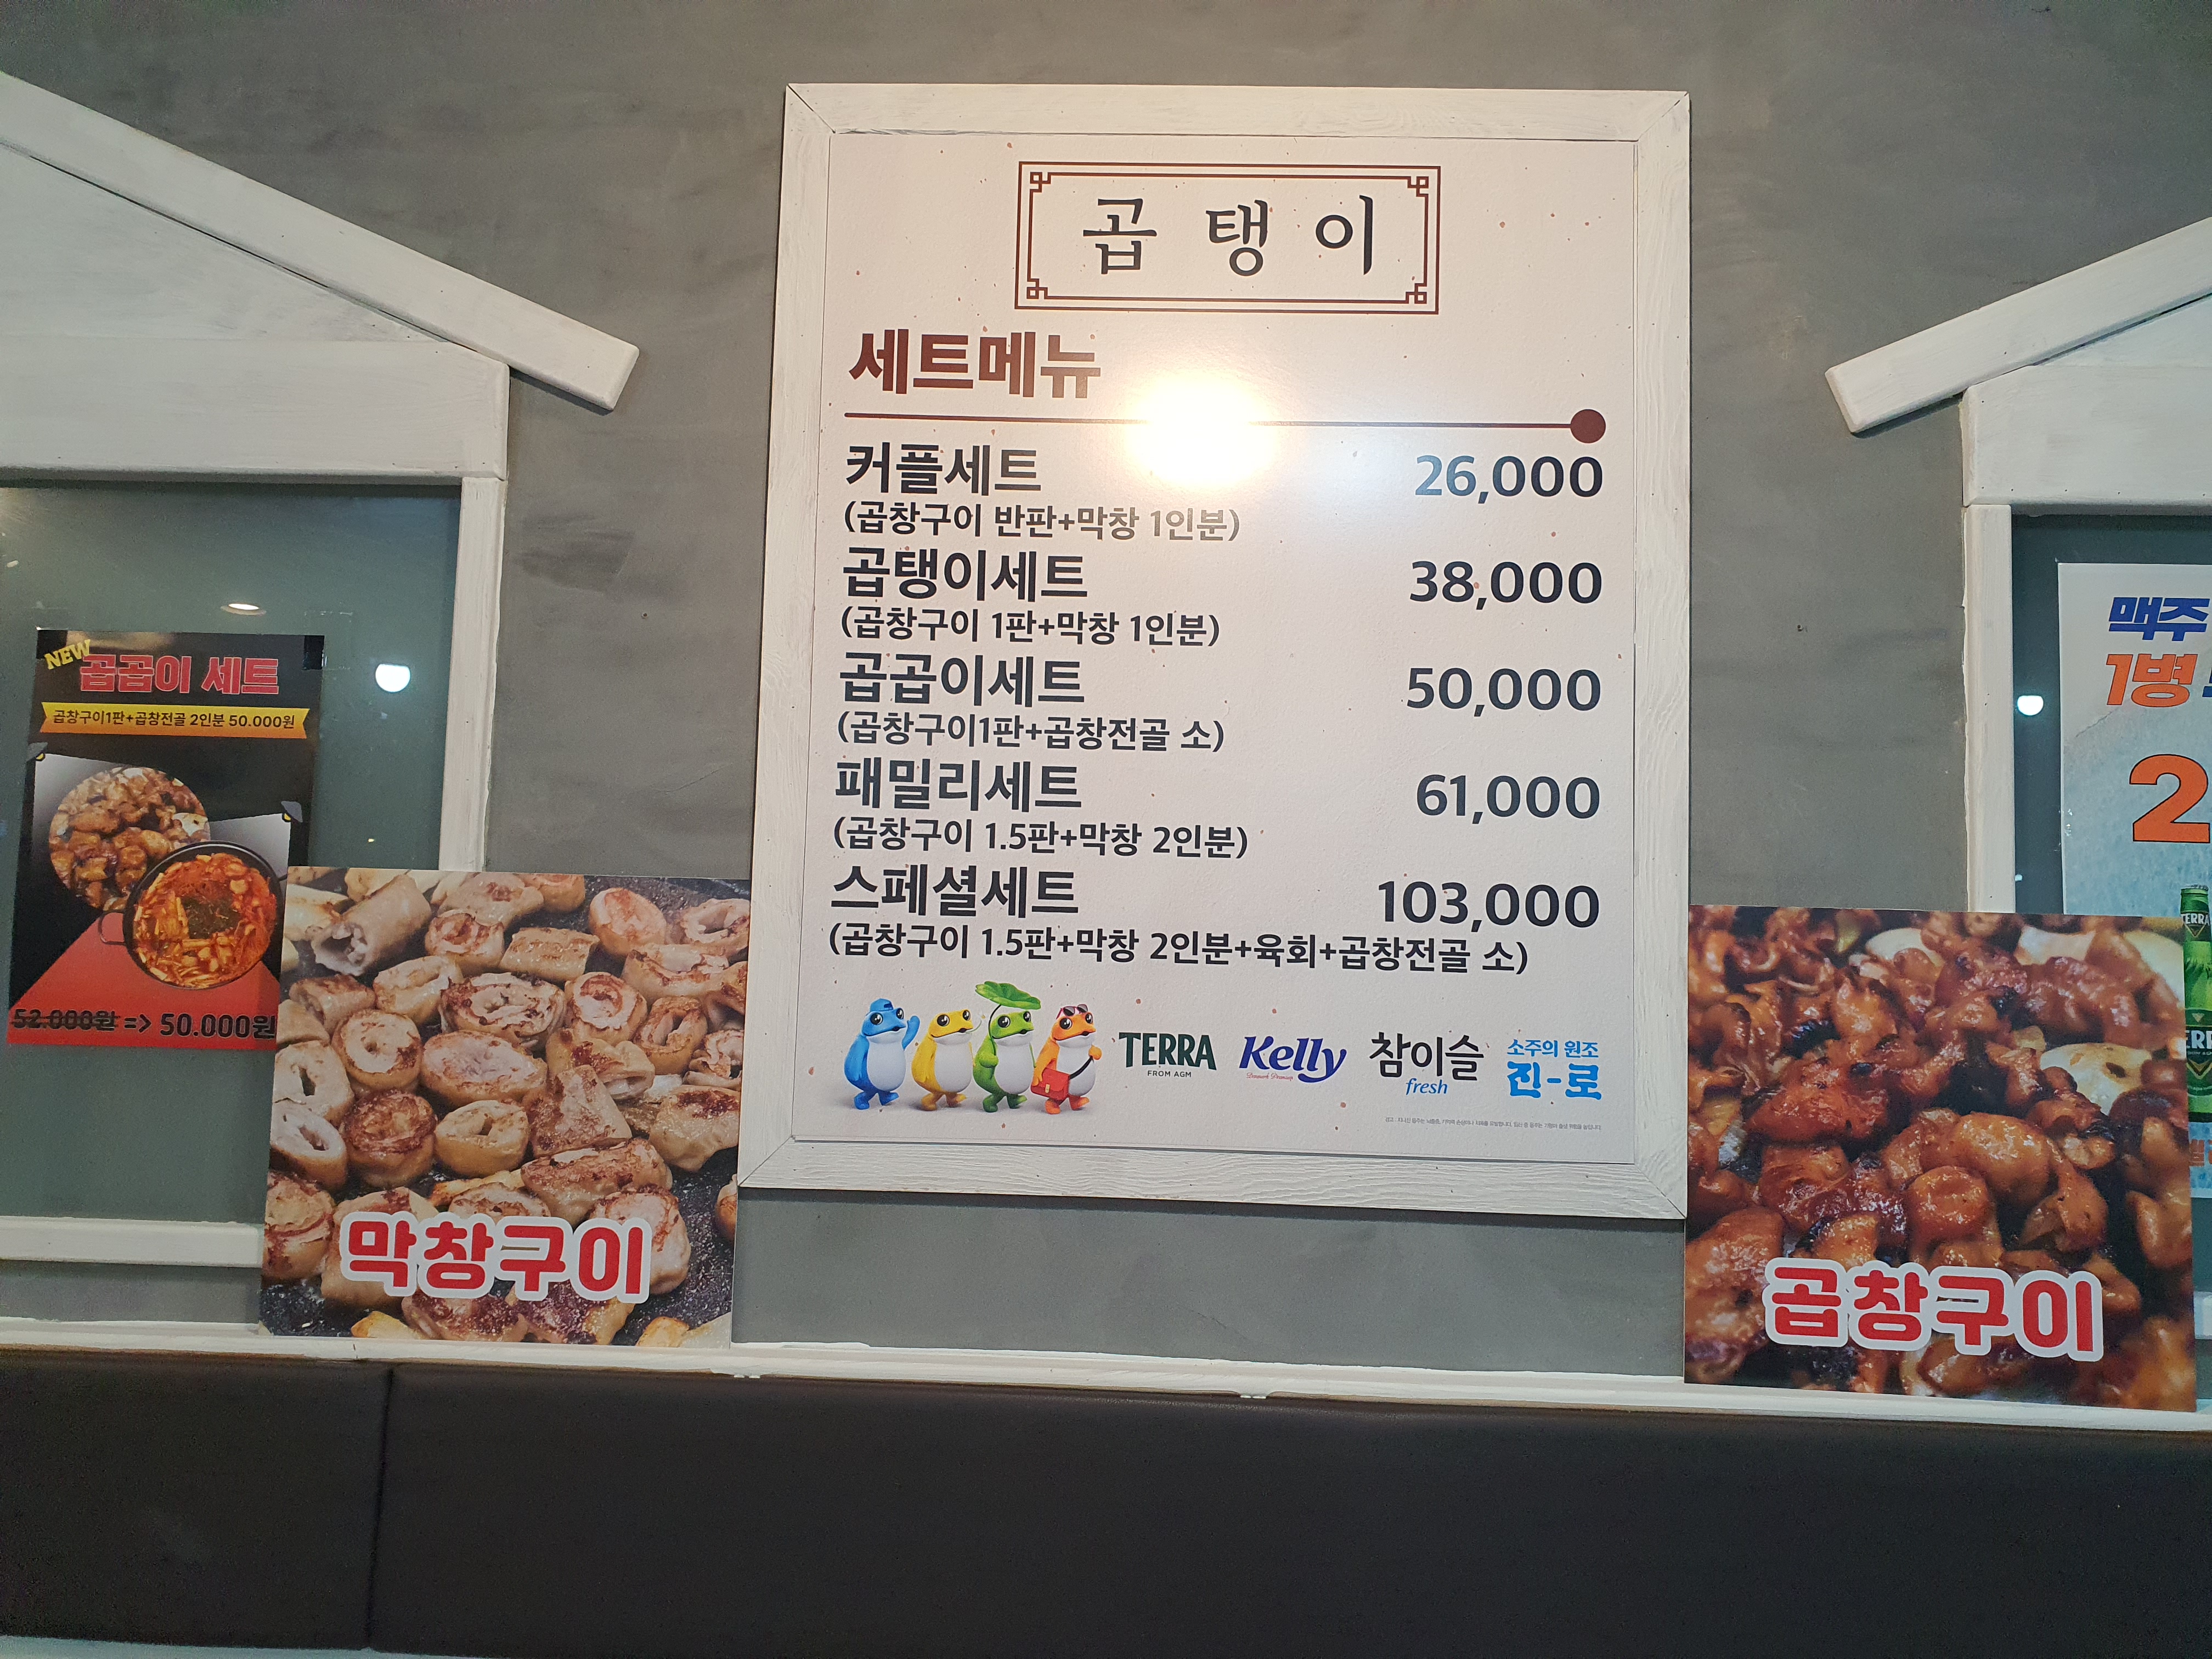 곱탱이
세트메뉴
커플세트 26,000
(곱창구이 반판+막창 1인분)
곱탱이세트 38,000
(곱창구이 1판+막창 1인분)
곱곱이세트 50,000
(곱창구이1판+곱창전골 소)
패밀리세트 61,000
(곱창구이 1.5판+막창 2인분)
스페셜세트 103,000
(곱창구이 1.5판+막창 2인분+육회+곱창전골 소)
TERRA
FROM AGM
Kelly
참이슬
fresh
소주의 원조
진-로
NEW
곱곱이 세트
곱창구이1판+곱창전골 2인분 50.000원
52.000원 => 50.000원
막창구이
곱창구이
맥주
1병
2
TERRA